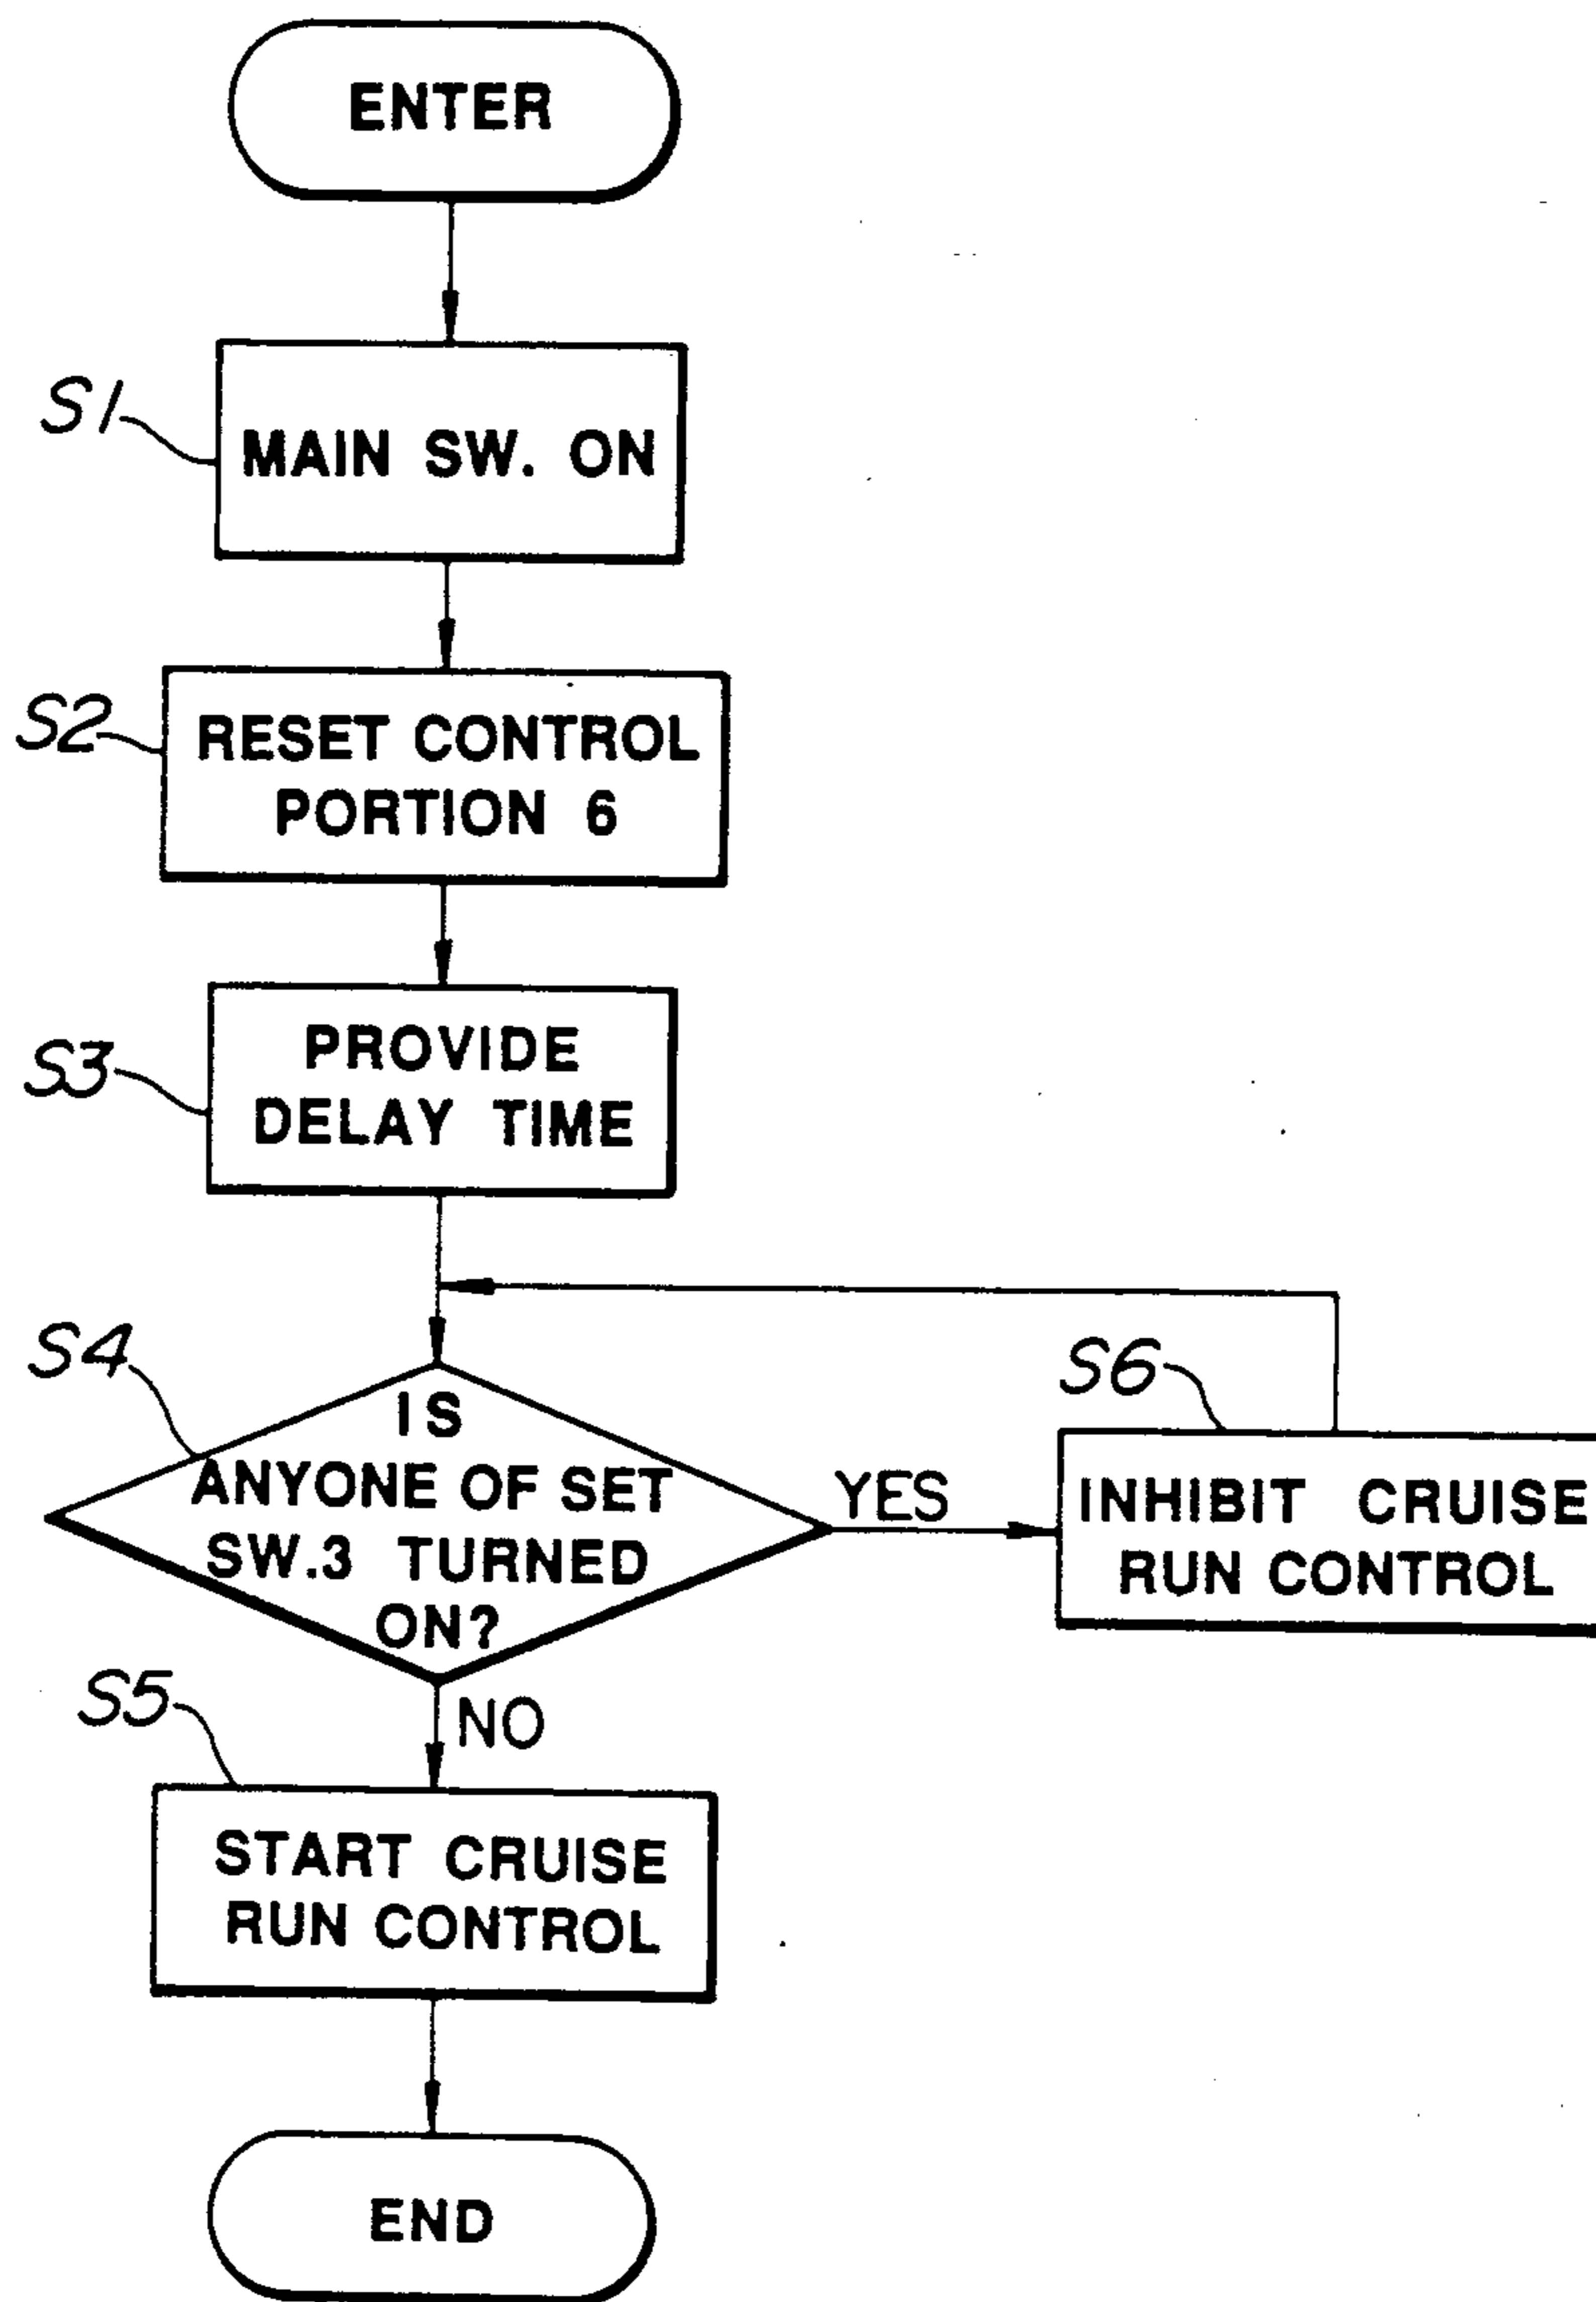 ENTER
S1
MAIN SW. ON
S2
RESET CONTROL
PORTION 6
S3
PROVIDE
DELAY TIME
S4
IS
ANYONE OF SET
SW.3 TURNED
ON?
YES
S6
INHIBIT CRUISE
RUN CONTROL
NO
S5
START CRUISE
RUN CONTROL
END